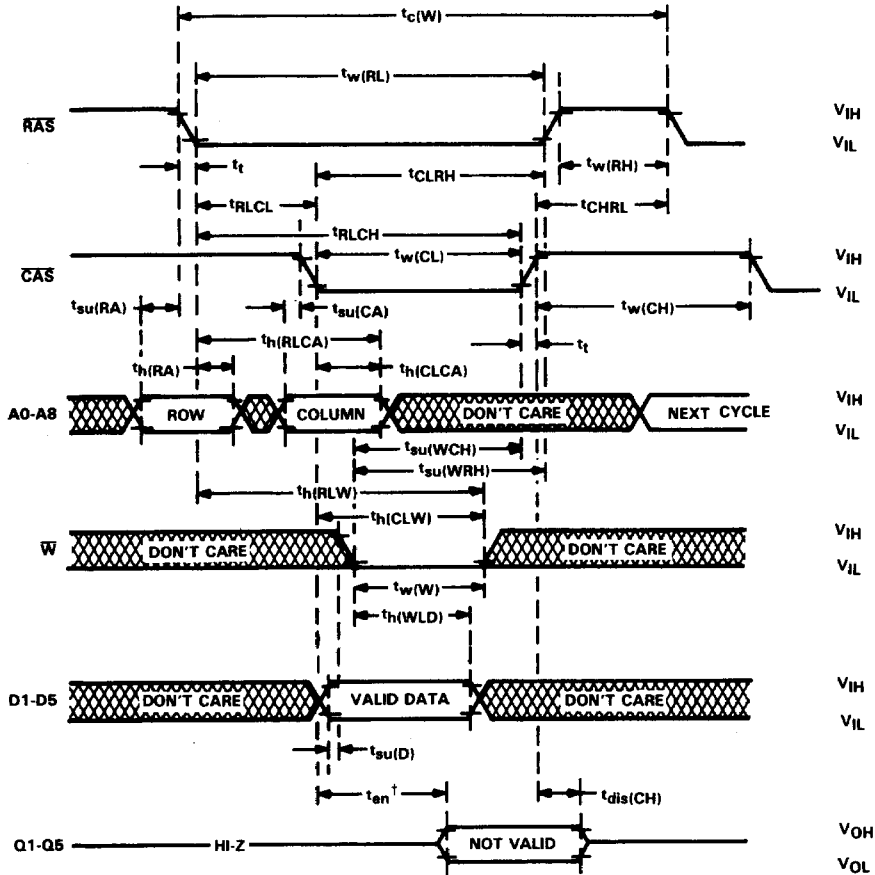 tc(W)
tw(RL)
RAS
VIH
VIL
tt
tCLRH
tw(RH)
tRLCL
tCHRL
tRLCH
tw(CL)
CAS
VIH
VIL
tsu(RA)
tsu(CA)
tw(CH)
th(RLCA)
tt
th(RA)
th(CLCA)
A0-A8
ROW
COLUMN
DON'T CARE
NEXT CYCLE
VIH
VIL
tsu(WCH)
tsu(WRH)
th(RLW)
th(CLW)
W
DON'T CARE
DON'T CARE
VIH
VIL
tw(W)
th(WLD)
D1-D5
DON'T CARE
VALID DATA
DON'T CARE
VIH
VIL
tsu(D)
ten†
tdis(CH)
Q1-Q5
HI-Z
NOT VALID
VOH
VOL